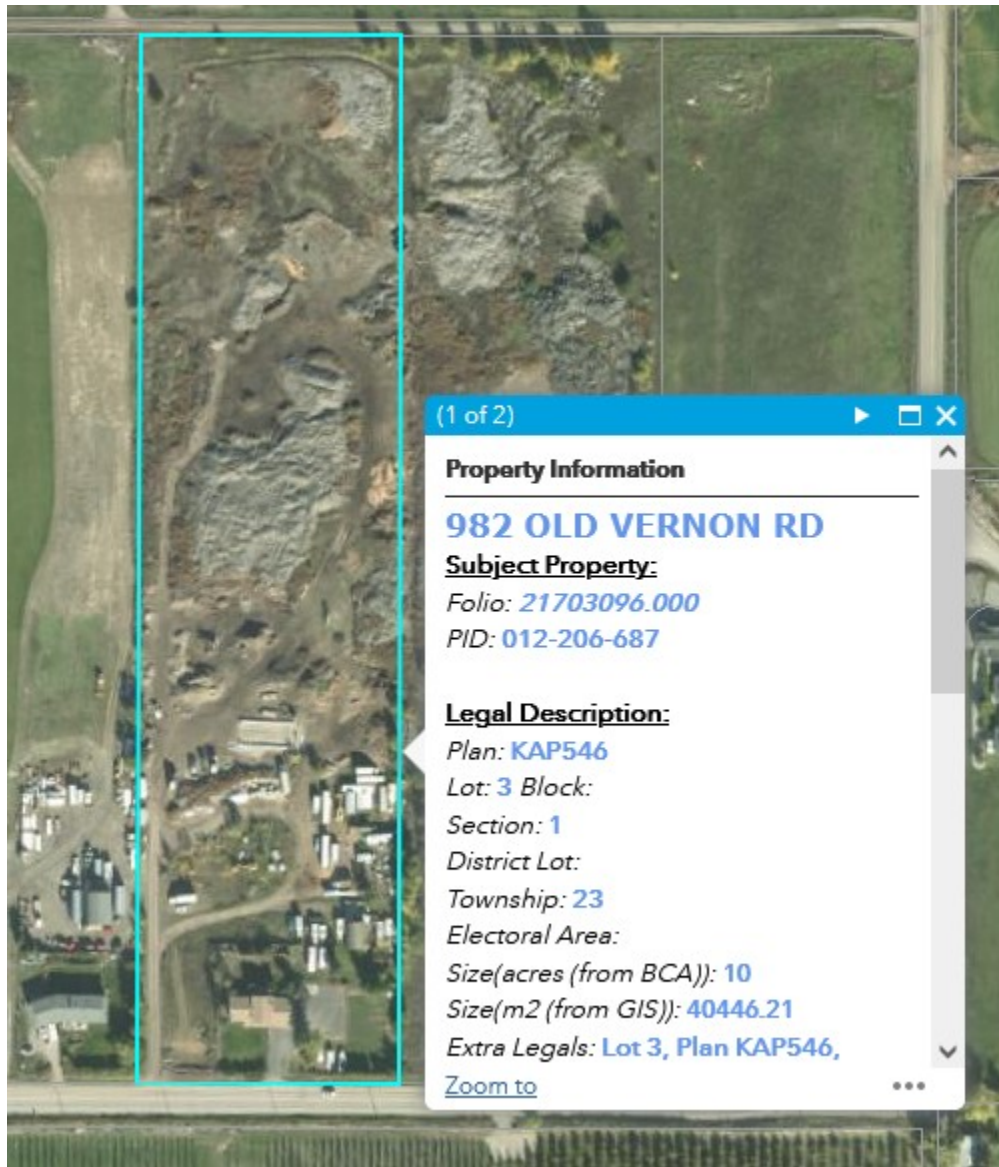 (1 of 2)
Property Information
982 OLD VERNON RD
Subject Property:
Folio: 21703096.000
PID: 012-206-687
Legal Description:
Plan: KAP546
Lot: 3 Block:
Section: 1
District Lot:
Township: 23
Electoral Area:
Size(acres (from BCA)): 10
Size(m2 (from GIS)): 40446.21
Extra Legals: Lot 3, Plan KAP546,
Zoom to